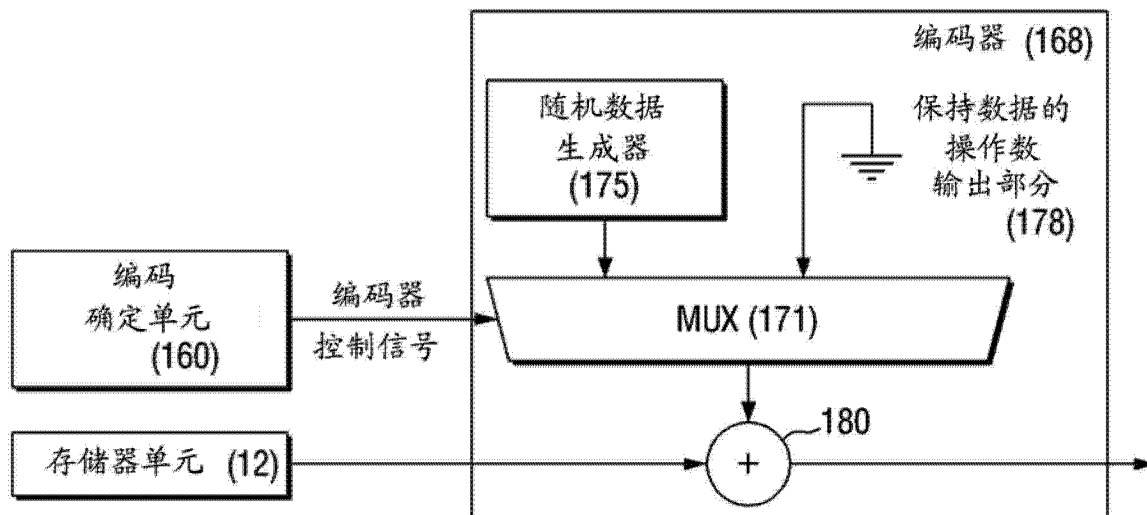 编码器 (168)
随机数据
生成器
(175)
保持数据的
操作数
输出部分
(178)
编码
确定单元
(160)
编码器
控制信号
MUX (171)
180
存储器单元 (12)
+